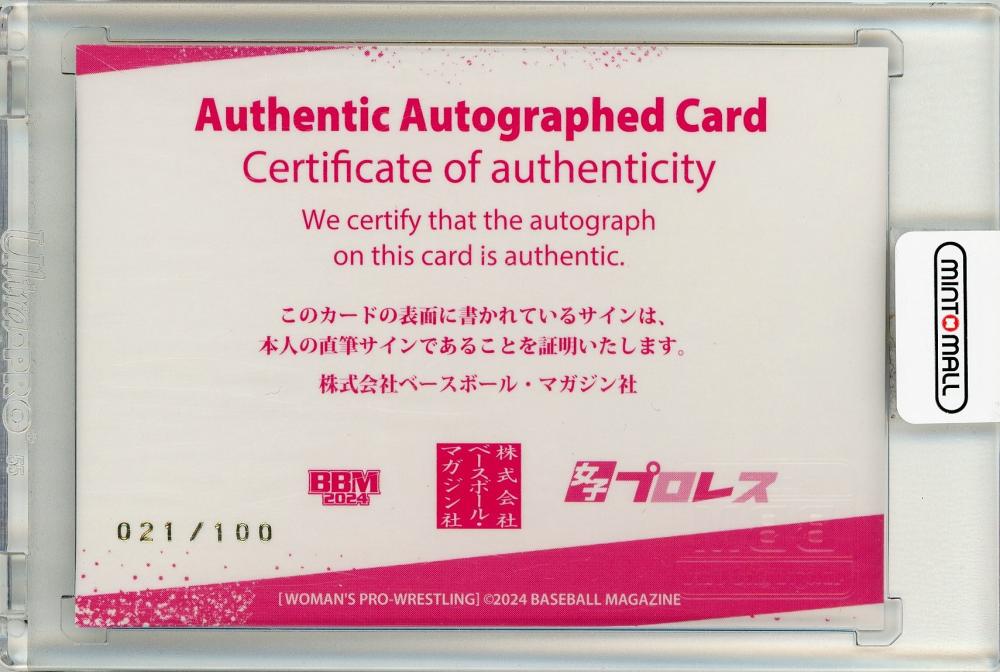 Authentic Autographed Card
Certificate of authenticity
We certify that the autograph
on this card is authentic.
このカードの表面に書かれているサインは、
本人の直筆サインであることを証明いたします。
株式会社ベースボール・マガジン社
BBM
2024
株式会社
ベースボール・
マガジン社
女子プロレス
021/100
[WOMAN'S PRO-WRESTLING] ©2024 BASEBALL MAGAZINE
MINT MALL
Ultra PRO
55